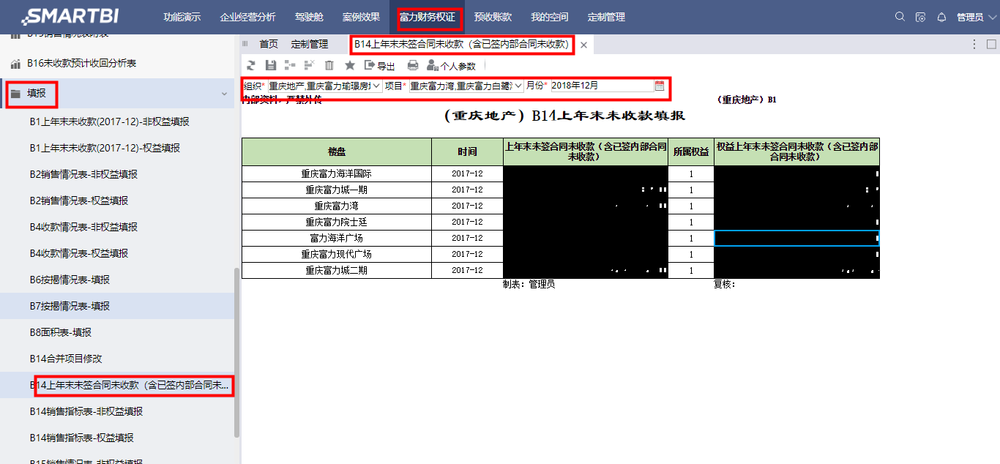 SMARTBI 功能演示 企业经营分析 驾驶舱 案例效果 富力财务权证 预收账款 我的空间 定制管理 管理员
B16未收款预计收回分析表
填报
B1上年末未收款(2017-12)-非权益填报
B1上年末未收款(2017-12)-权益填报
B2销售情况表-非权益填报
B2销售情况表-权益填报
B4收款情况表-非权益填报
B4收款情况表-权益填报
B6按揭情况表-填报
B7按揭情况表-填报
B8面积表-填报
B14合并项目修改
B14上年末未签合同未收款（含已签内部合同未...
B14销售指标表-非权益填报
B14销售指标表-权益填报
B15销售情况表-非权益填报
首页 定制管理 B14上年末未签合同未收款（含已签内部合同未收款）
导出 个人参数
组织* 重庆地产,重庆富力瑜璟房 项目* 重庆富力湾,重庆富力白鹭 月份* 2018年12月
内部资料，严禁外传 （重庆地产）B1
（重庆地产）B14上年末未收款填报
楼盘 时间 上年末未签合同未收款（含已签内部合同未收款） 所属权益 权益上年末未签合同未收款（含已签内部合同未收款）
重庆富力海洋国际 2017-12 1
重庆富力城一期 2017-12 1
重庆富力湾 2017-12 1
重庆富力院士廷 2017-12 1
富力海洋广场 2017-12 1
重庆富力现代广场 2017-12 1
重庆富力城二期 2017-12 1
制表：管理员 复核：